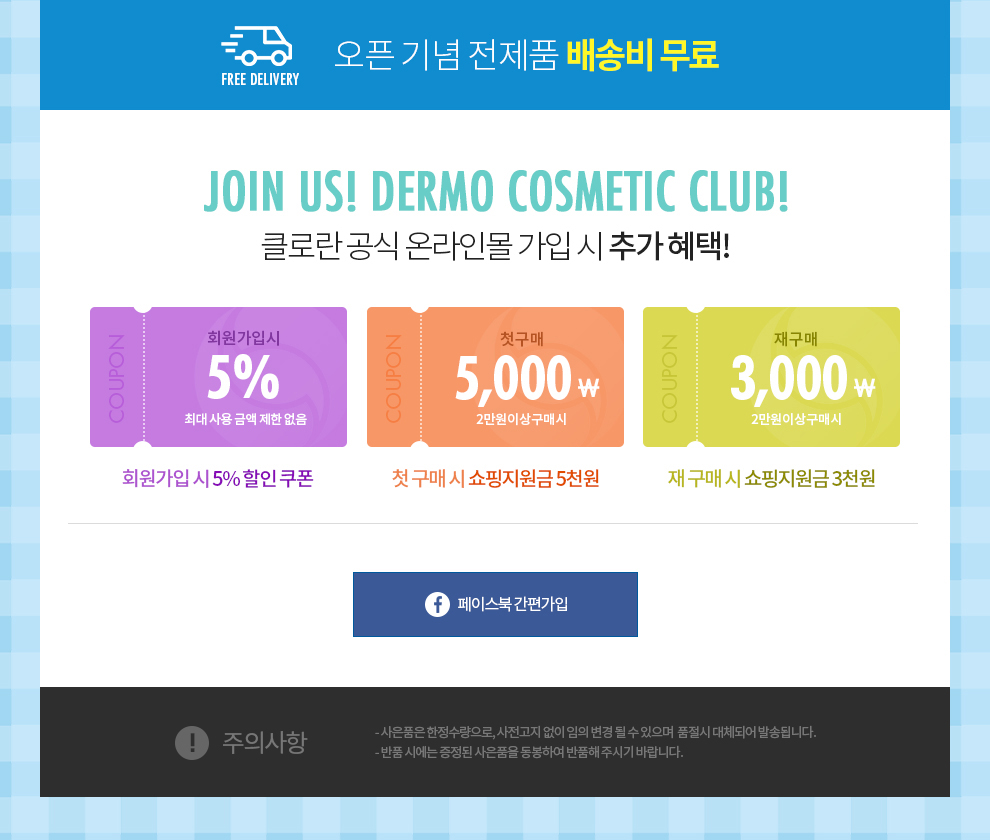 FREE DELIVERY
오픈 기념 전제품 배송비 무료
JOIN US! DERMO COSMETIC CLUB!
클로란 공식 온라인몰 가입 시 추가 혜택!
COUPON
회원가입시
5%
최대 사용 금액 제한 없음
회원가입 시 5% 할인 쿠폰
COUPON
첫구매
5,000 ₩
2만원이상구매시
첫 구매 시 쇼핑지원금 5천원
COUPON
재구매
3,000 ₩
2만원이상구매시
재 구매 시 쇼핑지원금 3천원
페이스북 간편가입
주의사항
- 사은품은 한정수량으로, 사전고지 없이 임의 변경 될 수 있으며 품절시 대체되어 발송됩니다.
- 반품 시에는 증정된 사은품을 동봉하여 반품해 주시기 바랍니다.